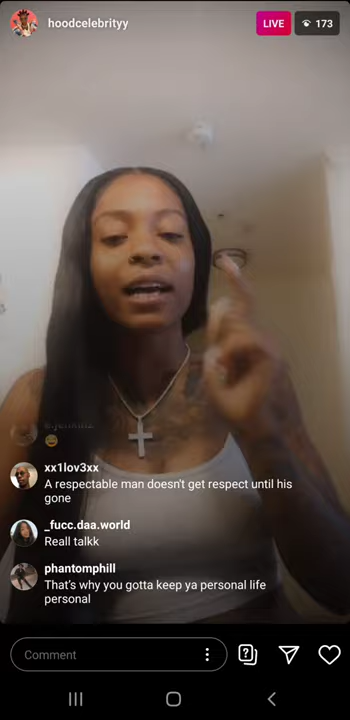 hoodcelebrityy
LIVE
173
xx1lov3xx
A respectable man doesn't get respect until his
gone
_fucc.daa.world
Reall talkk
phantomphill
That's why you gotta keep ya personal life
personal
Comment